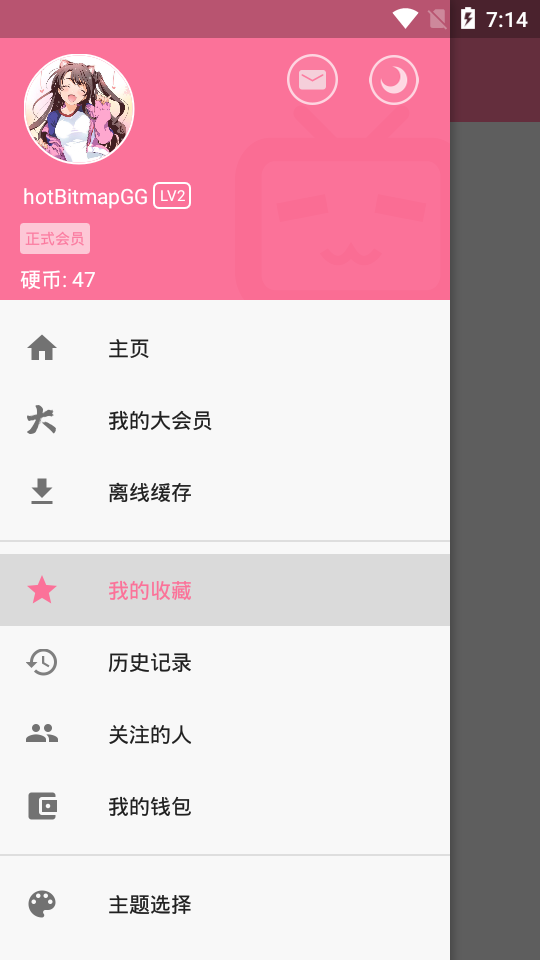 7:14
hotBitmapGG LV2
正式会员
硬币: 47
主页
我的大会员
离线缓存
我的收藏
历史记录
关注的人
我的钱包
主题选择